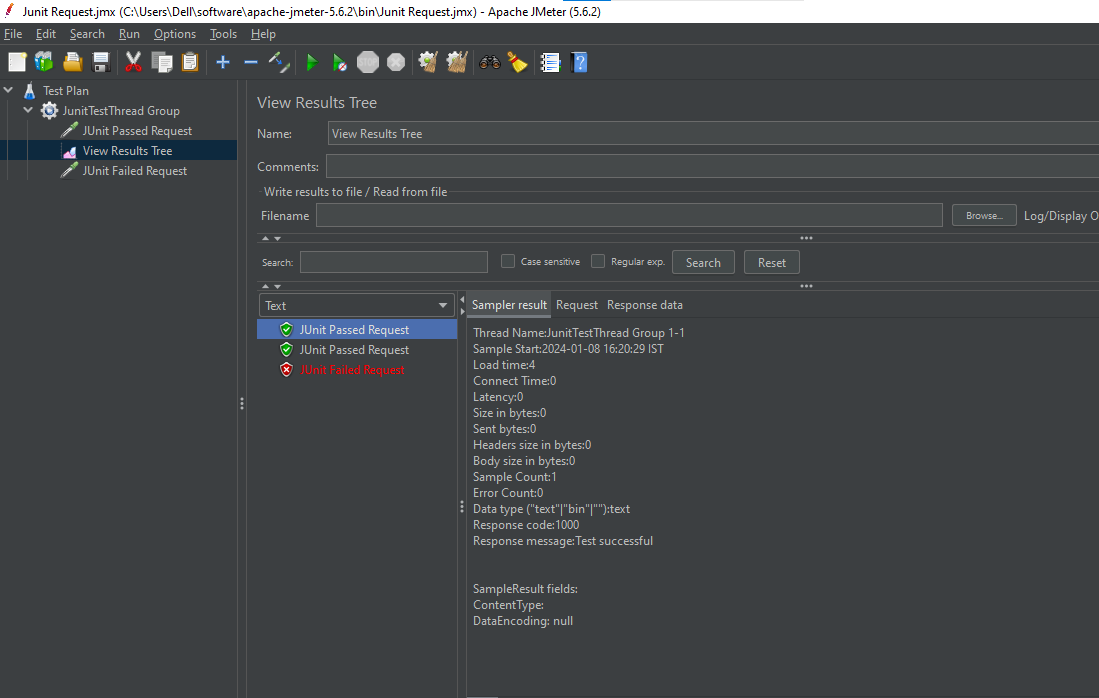 Junit Request.jmx (C:\Users\Dell\software\apache-jmeter-5.6.2\bin\Junit Request.jmx) - Apache JMeter (5.6.2)
File Edit Search Run Options Tools Help
STOP
Test Plan
JunitTestThread Group
JUnit Passed Request
View Results Tree
JUnit Failed Request
View Results Tree
Name: View Results Tree
Comments:
Write results to file / Read from file
Filename Browse... Log/Display O
Search: Case sensitive Regular exp. Search Reset
Text
JUnit Passed Request
JUnit Passed Request
JUnit Failed Request
Sampler result Request Response data
Thread Name:JunitTestThread Group 1-1
Sample Start:2024-01-08 16:20:29 IST
Load time:4
Connect Time:0
Latency:0
Size in bytes:0
Sent bytes:0
Headers size in bytes:0
Body size in bytes:0
Sample Count:1
Error Count:0
Data type ("text"|"bin"|""):text
Response code:1000
Response message:Test successful
SampleResult fields:
ContentType:
DataEncoding: null